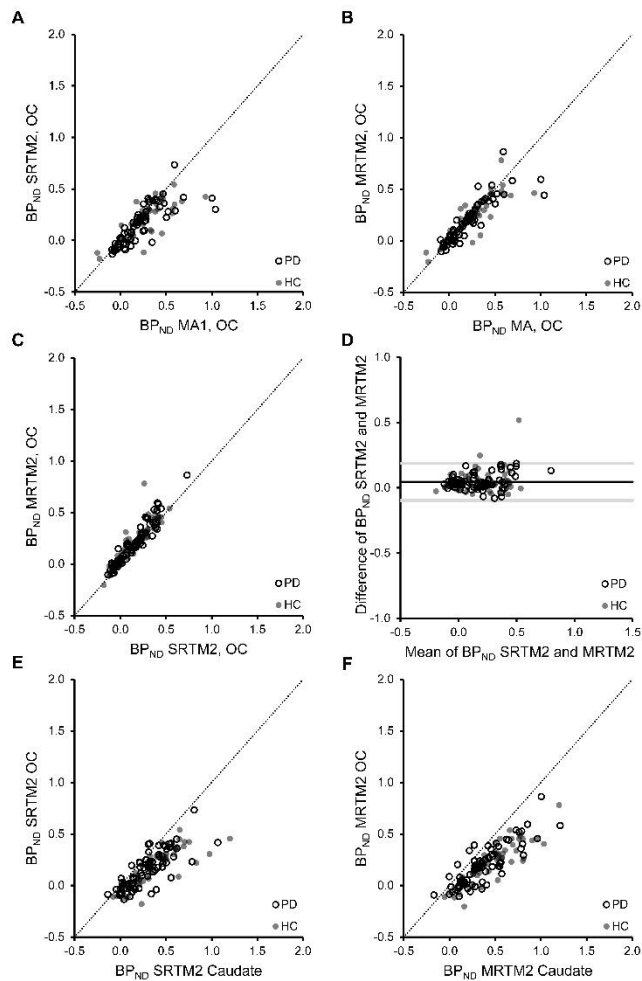 A
2.0
1.5
1.0
0.5
0.0
-0.5
-0.5 0.0 0.5 1.0 1.5 2.0
BPND SRTM2, OC
BPND MA1, OC
PD
HC
B
2.0
1.5
1.0
0.5
0.0
-0.5
-0.5 0.0 0.5 1.0 1.5 2.0
BPND MRTM2, OC
BPND MA, OC
PD
HC
C
2.0
1.5
1.0
0.5
0.0
-0.5
-0.5 0.0 0.5 1.0 1.5 2.0
BPND MRTM2, OC
BPND SRTM2, OC
PD
HC
D
1.0
0.5
0.0
-0.5
-1.0
-0.5 0.0 0.5 1.0 1.5
Difference of BPND SRTM2 and MRTM2
Mean of BPND SRTM2 and MRTM2
PD
HC
E
2.0
1.5
1.0
0.5
0.0
-0.5
-0.5 0.0 0.5 1.0 1.5 2.0
BPND SRTM2 OC
BPND SRTM2 Caudate
PD
HC
F
2.0
1.5
1.0
0.5
0.0
-0.5
-0.5 0.0 0.5 1.0 1.5 2.0
BPND MRTM2 OC
BPND MRTM2 Caudate
PD
HC